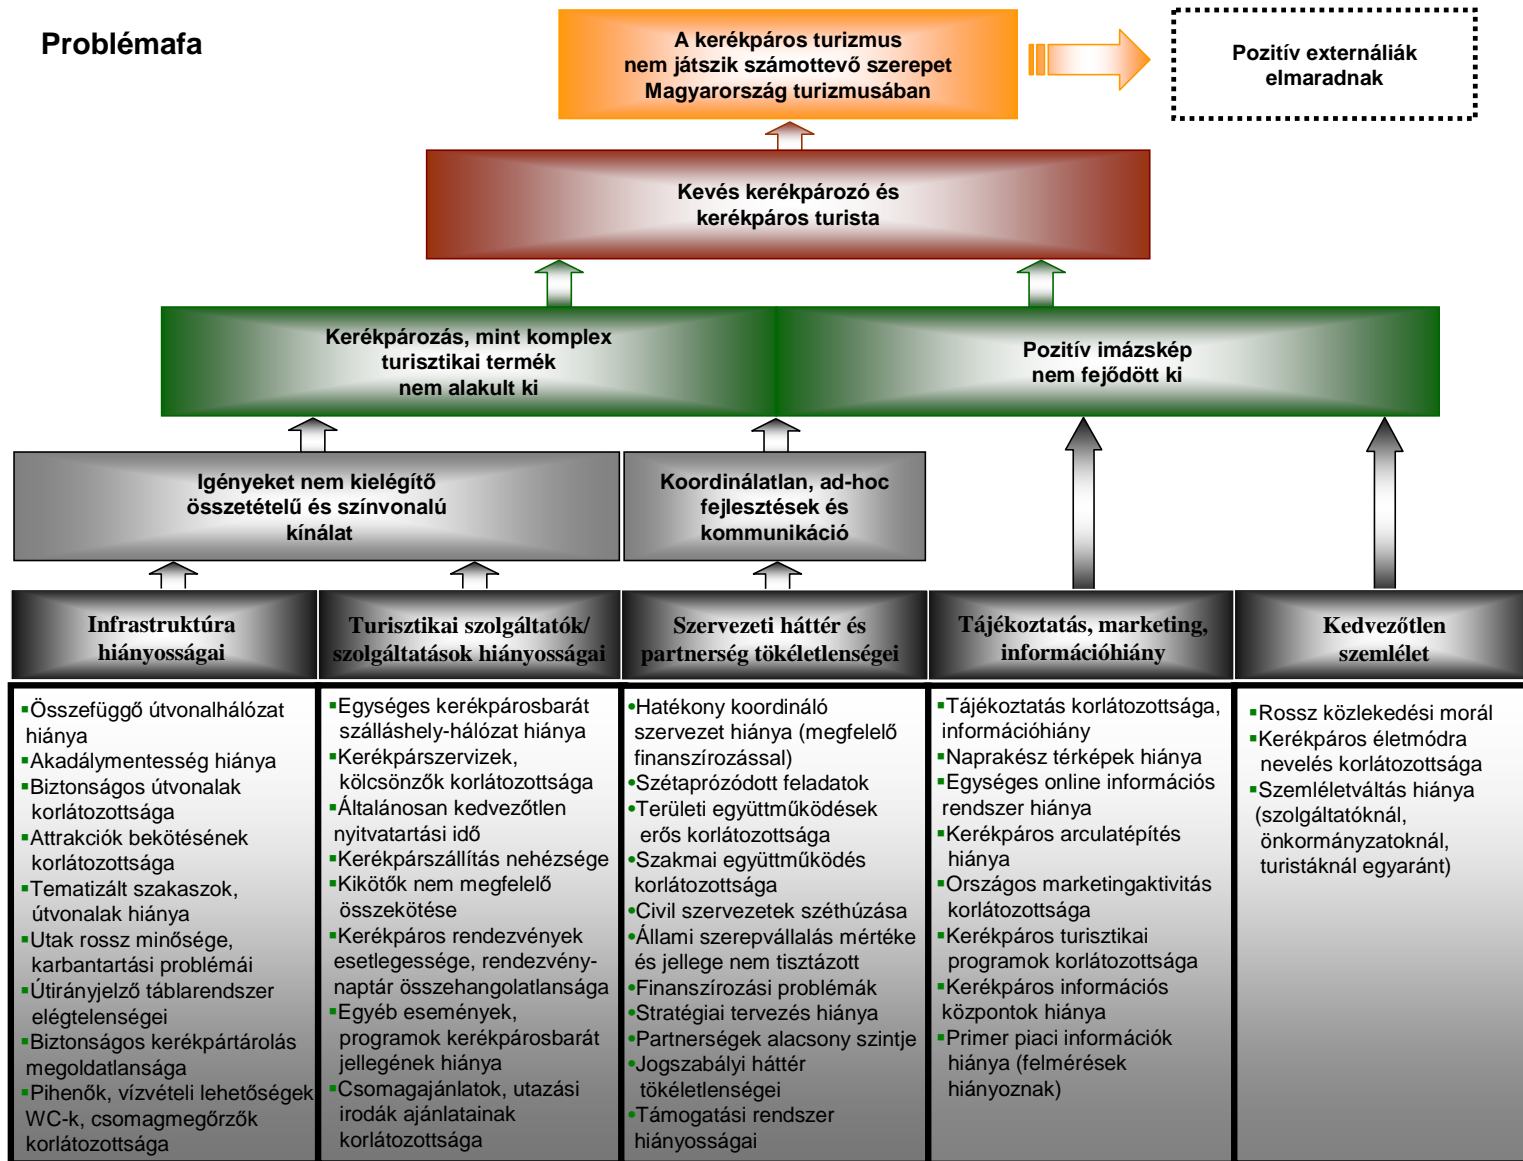 Problémafa
A kerékpáros turizmus
nem játszik számottevő szerepet
Magyarország turizmusában
Pozitív externáliák
elmaradnak
Kevés kerékpározó és
kerékpáros turista
Kerékpározás, mint komplex
turisztikai termék
nem alakult ki
Pozitív imázskép
nem fejődött ki
Igényeket nem kielégítő
összetételű és színvonalú
kínálat
Koordinálatlan, ad-hoc
fejlesztések és
kommunikáció
Infrastruktúra
hiányosságai
▪Összefüggő útvonalhálózat
hiánya
▪Akadálymentesség hiánya
▪Biztonságos útvonalak
korlátozottsága
▪Attrakciók bekötésének
korlátozottsága
▪Tematizált szakaszok,
útvonalak hiánya
▪Utak rossz minősége,
karbantartási problémái
▪Útirányjelző táblarendszer
elégtelenségei
▪Biztonságos kerékpártárolás
megoldatlansága
▪Pihenők, vízvételi lehetőségek
WC-k, csomagmegőrzők
korlátozottsága
Turisztikai szolgáltatók/
szolgáltatások hiányosságai
▪Egységes kerékpárosbarát
szálláshely-hálózat hiánya
▪Kerékpárszervizek,
kölcsönzők korlátozottsága
▪Általánosan kedvezőtlen
nyitvatartási idő
▪Kerékpárszállítás nehézsége
▪Kikötők nem megfelelő
összekötése
▪Kerékpáros rendezvények
esetlegessége, rendezvény-
naptár összehangolatlansága
▪Egyéb események,
programok kerékpárosbarát
jellegének hiánya
▪Csomagajánlatok, utazási
irodák ajánlatainak
korlátozottsága
Szervezeti háttér és
partnerség tökéletlenségei
•Hatékony koordináló
szervezet hiánya (megfelelő
finanszírozással)
•Szétaprózódott feladatok
•Területi együttműködések
erős korlátozottsága
•Szakmai együttműködés
korlátozottsága
•Civil szervezetek széthúzása
•Állami szerepvállalás mértéke
és jellege nem tisztázott
•Finanszírozási problémák
•Stratégiai tervezés hiánya
•Partnerségek alacsony szintje
•Jogszabályi háttér
tökéletlenségei
•Támogatási rendszer
hiányosságai
Tájékoztatás, marketing,
információhiány
▪Tájékoztatás korlátozottsága,
információhiány
▪Naprakész térképek hiánya
▪Egységes online információs
rendszer hiánya
▪Kerékpáros arculatépítés
hiánya
▪Országos marketingaktivitás
korlátozottsága
▪Kerékpáros turisztikai
programok korlátozottsága
▪Kerékpáros információs
központok hiánya
▪Primer piaci információk
hiánya (felmérések
hiányoznak)
Kedvezőtlen
szemlélet
▪Rossz közlekedési morál
▪Kerékpáros életmódra
nevelés korlátozottsága
▪Szemléletváltás hiánya
(szolgáltatóknál,
önkormányzatoknál,
turistáknál egyaránt)